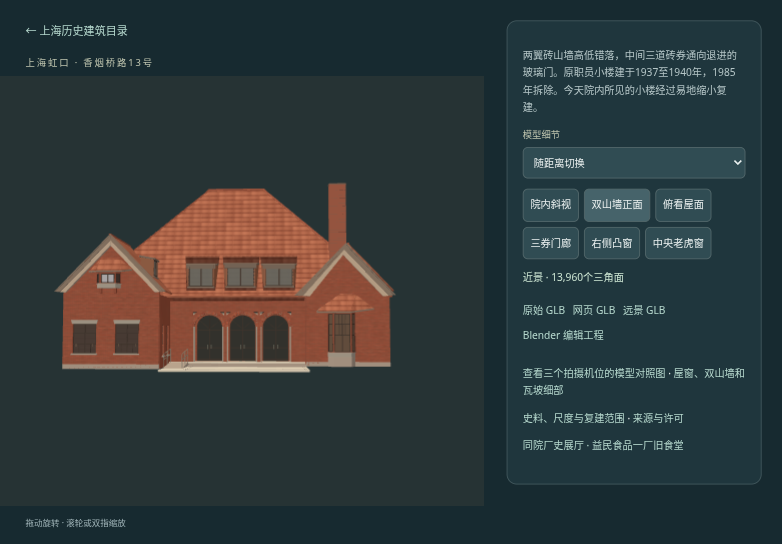 ← 上海历史建筑目录
上海虹口 · 香烟桥路13号
两翼砖山墙高低错落，中间三道砖券通向退进的
玻璃门。原职员小楼建于1937至1940年，1985
年拆除。今天院内所见的小楼经过易地缩小复
建。
模型细节
随距离切换
院内斜视 双山墙正面 俯看屋面
三券门廊 右侧凸窗 中央老虎窗
近景 · 13,960个三角面
原始 GLB 网页 GLB 远景 GLB
Blender 编辑工程
查看三个拍摄机位的模型对照图 · 屋窗、双山墙和
瓦坡细部
史料、尺度与复建范围 · 来源与许可
同院厂史展厅 · 益民食品一厂旧食堂
拖动旋转 · 滚轮或双指缩放